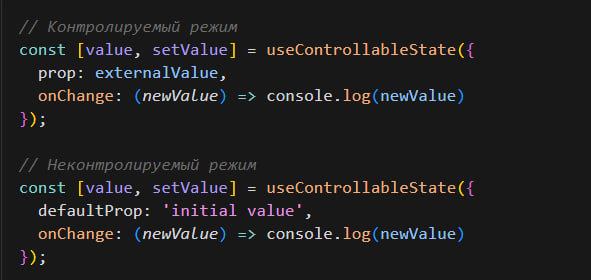 // Контролируемый режим
const [value, setValue] = useControllableState({
  prop: externalValue,
  onChange: (newValue) => console.log(newValue)
});
// Неконтролируемый режим
const [value, setValue] = useControllableState({
  defaultProp: 'initial value',
  onChange: (newValue) => console.log(newValue)
});